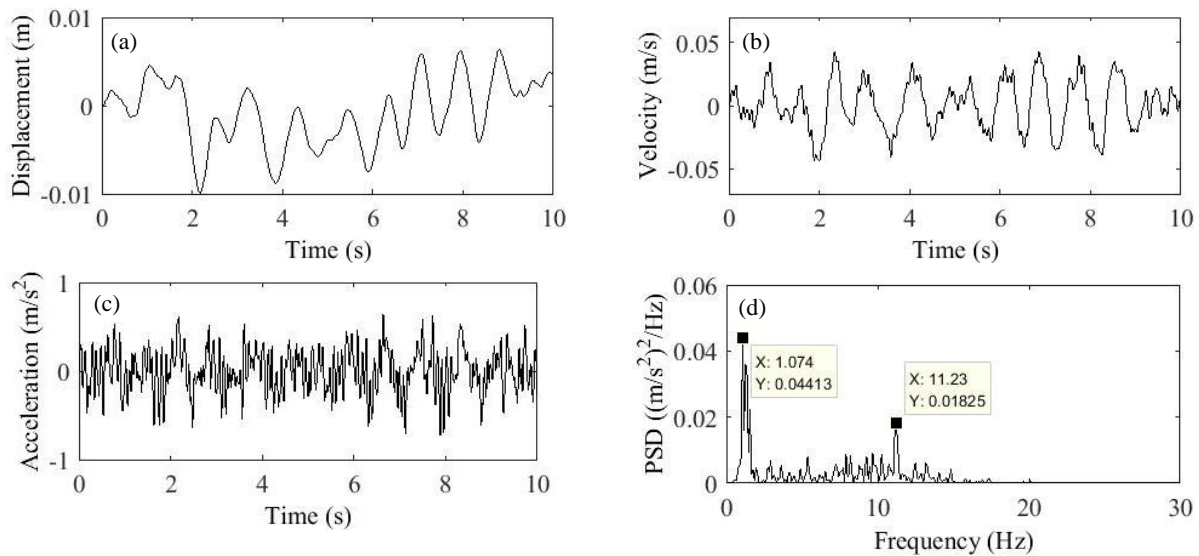 0.01
(a)
0
-0.01
Displacement (m)
0 2 4 6 8 10
Time (s)
0.05
(b)
0
-0.05
Velocity (m/s)
0 2 4 6 8 10
Time (s)
1
(c)
0
-1
Acceleration (m/s²)
0 2 4 6 8 10
Time (s)
0.06
(d)
0.04
0.02
0
PSD ((m/s²)²/Hz)
X: 1.074
Y: 0.04413
X: 11.23
Y: 0.01825
0 10 20 30
Frequency (Hz)